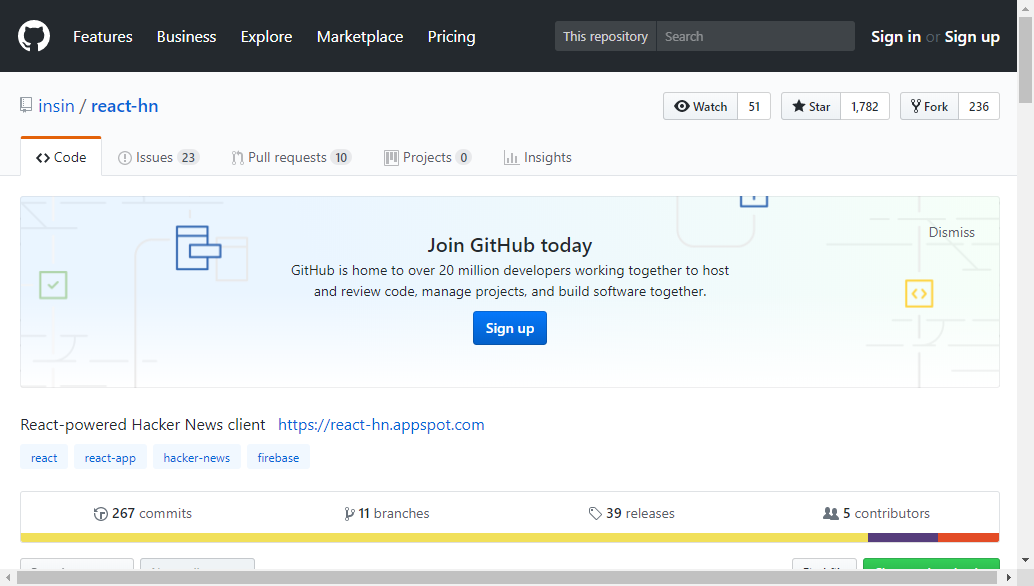 Features Business Explore Marketplace Pricing This repository Search Sign in or Sign up
insin / react-hn Watch 51 Star 1,782 Fork 236
Code Issues 23 Pull requests 10 Projects 0 Insights
Join GitHub today
Dismiss
GitHub is home to over 20 million developers working together to host
and review code, manage projects, and build software together.
Sign up
React-powered Hacker News client https://react-hn.appspot.com
react react-app hacker-news firebase
267 commits 11 branches 39 releases 5 contributors